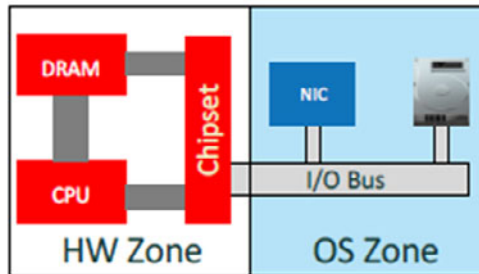 DRAM
Chipset
NIC
CPU
I/O Bus
HW Zone
OS Zone